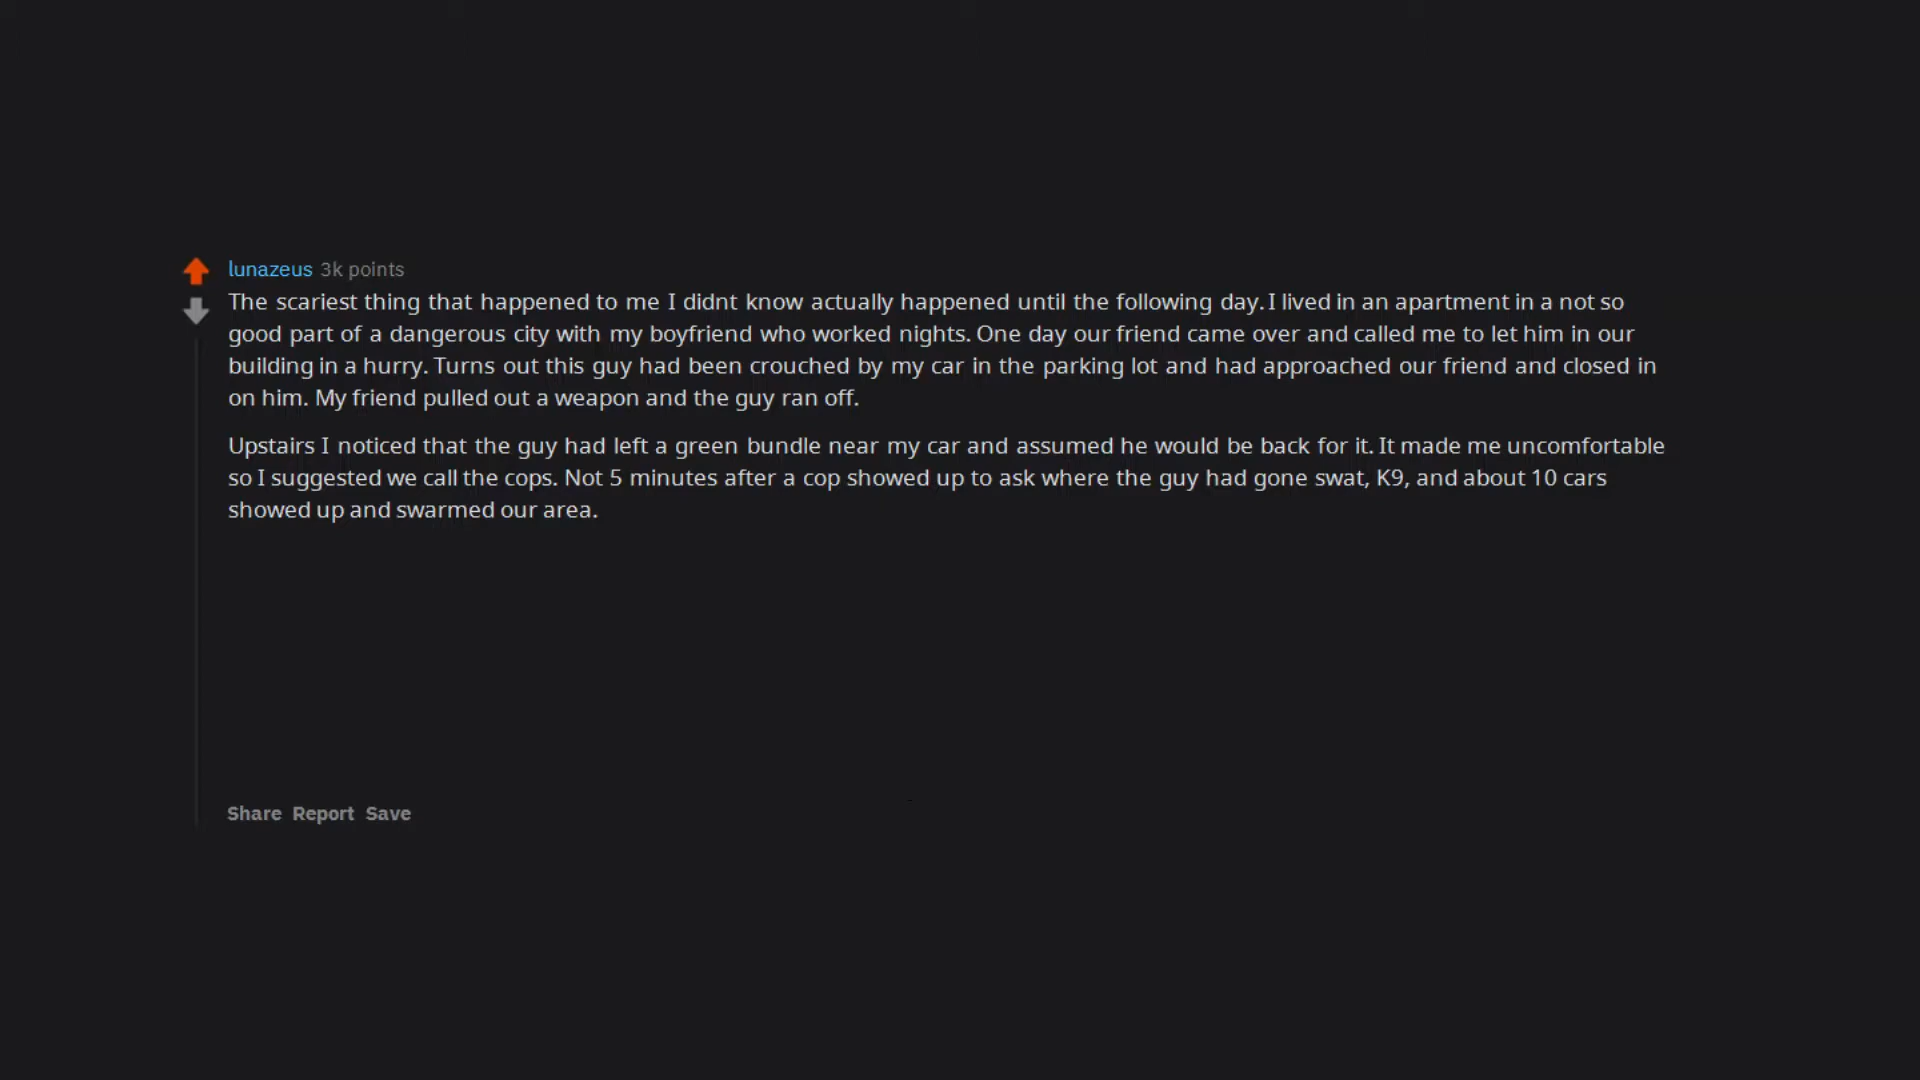 lunazeus 3k points
The scariest thing that happened to me I didnt know actually happened until the following day. I lived in an apartment in a not so
good part of a dangerous city with my boyfriend who worked nights. One day our friend came over and called me to let him in our
building in a hurry. Turns out this guy had been crouched by my car in the parking lot and had approached our friend and closed in
on him. My friend pulled out a weapon and the guy ran off.
Upstairs I noticed that the guy had left a green bundle near my car and assumed he would be back for it. It made me uncomfortable
so I suggested we call the cops. Not 5 minutes after a cop showed up to ask where the guy had gone swat, K9, and about 10 cars
showed up and swarmed our area.
Share Report Save